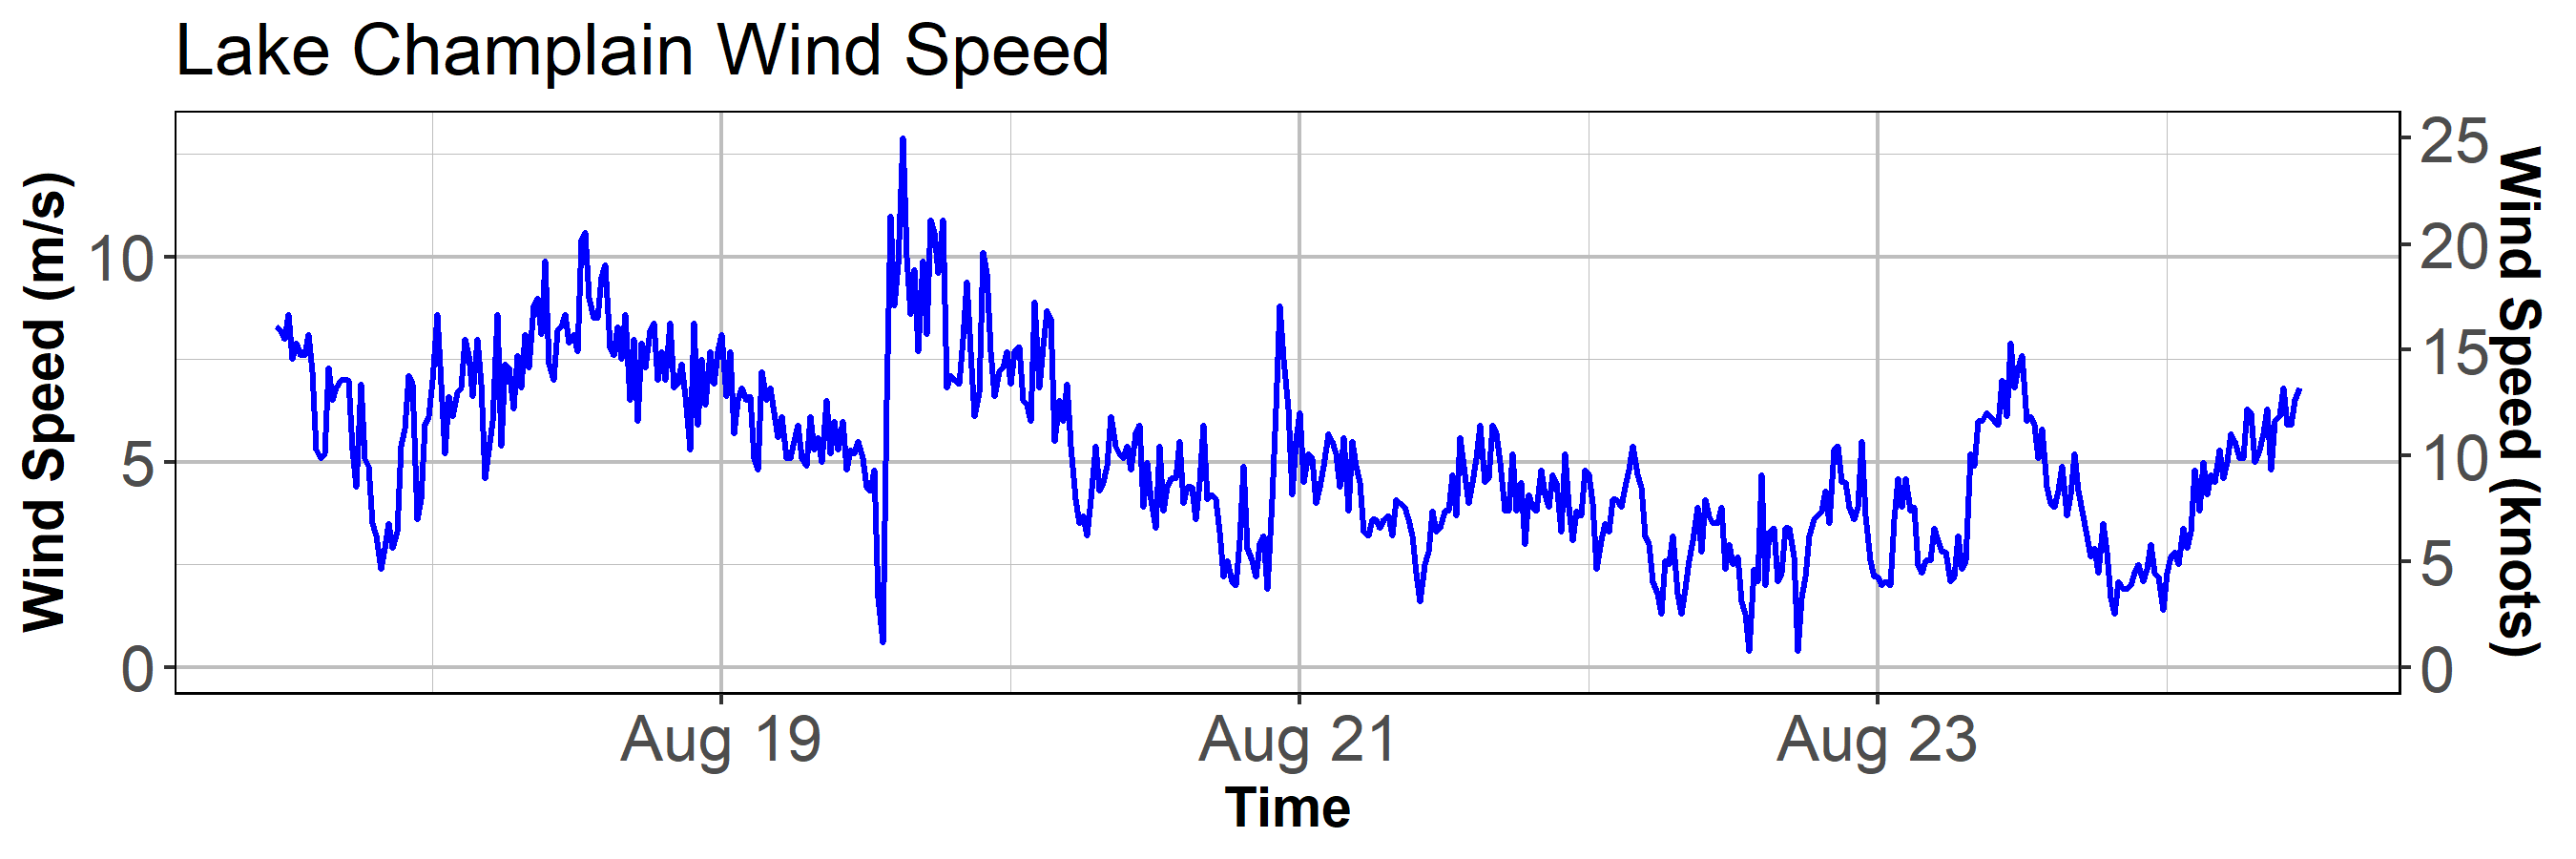 Lake Champlain Wind Speed
Wind Speed (m/s)
10
5
0
25
20
15
10
5
0
Wind Speed (knots)
Aug 19
Aug 21
Aug 23
Time